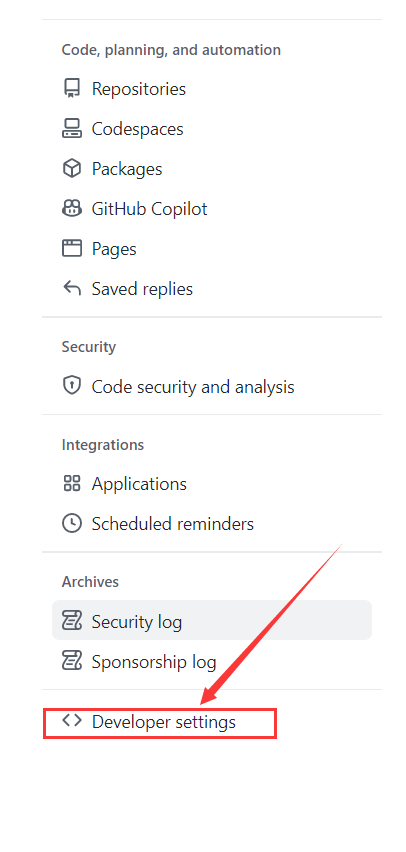 Code, planning, and automation
Repositories
Codespaces
Packages
GitHub Copilot
Pages
Saved replies
Security
Code security and analysis
Integrations
Applications
Scheduled reminders
Archives
Security log
Sponsorship log
Developer settings